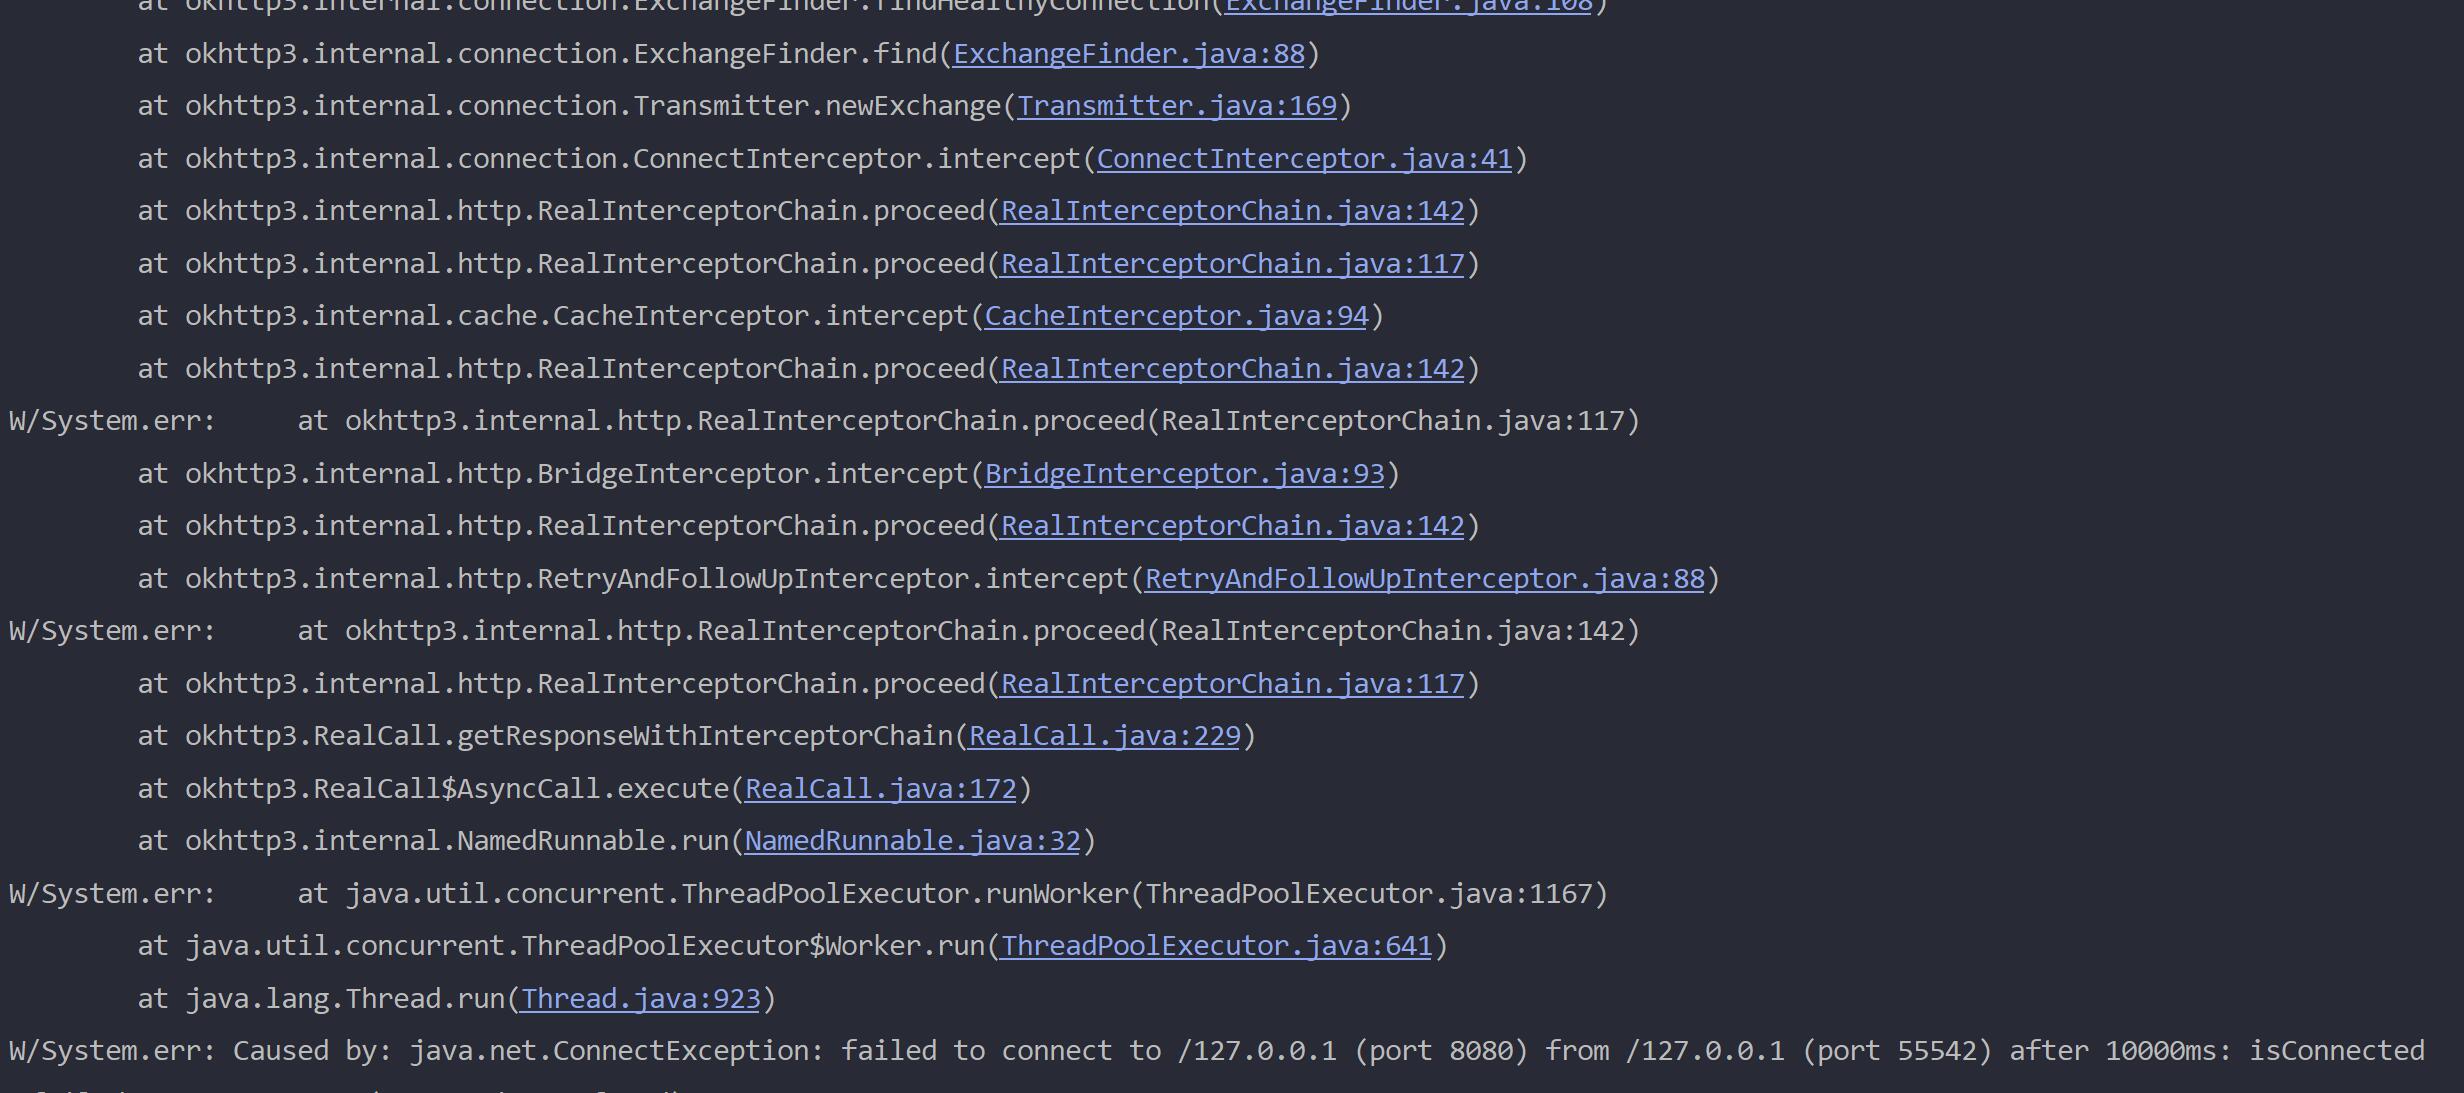 at okhttp3.internal.connection.ExchangeFinder.findHealthyConnection(ExchangeFinder.java:108)
at okhttp3.internal.connection.ExchangeFinder.find(ExchangeFinder.java:88)
at okhttp3.internal.connection.Transmitter.newExchange(Transmitter.java:169)
at okhttp3.internal.connection.ConnectInterceptor.intercept(ConnectInterceptor.java:41)
at okhttp3.internal.http.RealInterceptorChain.proceed(RealInterceptorChain.java:142)
at okhttp3.internal.http.RealInterceptorChain.proceed(RealInterceptorChain.java:117)
at okhttp3.internal.cache.CacheInterceptor.intercept(CacheInterceptor.java:94)
at okhttp3.internal.http.RealInterceptorChain.proceed(RealInterceptorChain.java:142)
W/System.err:     at okhttp3.internal.http.RealInterceptorChain.proceed(RealInterceptorChain.java:117)
at okhttp3.internal.http.BridgeInterceptor.intercept(BridgeInterceptor.java:93)
at okhttp3.internal.http.RealInterceptorChain.proceed(RealInterceptorChain.java:142)
at okhttp3.internal.http.RetryAndFollowUpInterceptor.intercept(RetryAndFollowUpInterceptor.java:88)
W/System.err:     at okhttp3.internal.http.RealInterceptorChain.proceed(RealInterceptorChain.java:142)
at okhttp3.internal.http.RealInterceptorChain.proceed(RealInterceptorChain.java:117)
at okhttp3.RealCall.getResponseWithInterceptorChain(RealCall.java:229)
at okhttp3.RealCall$AsyncCall.execute(RealCall.java:172)
at okhttp3.internal.NamedRunnable.run(NamedRunnable.java:32)
W/System.err:     at java.util.concurrent.ThreadPoolExecutor.runWorker(ThreadPoolExecutor.java:1167)
at java.util.concurrent.ThreadPoolExecutor$Worker.run(ThreadPoolExecutor.java:641)
at java.lang.Thread.run(Thread.java:923)
W/System.err: Caused by: java.net.ConnectException: failed to connect to /127.0.0.1 (port 8080) from /127.0.0.1 (port 55542) after 10000ms: isConnected